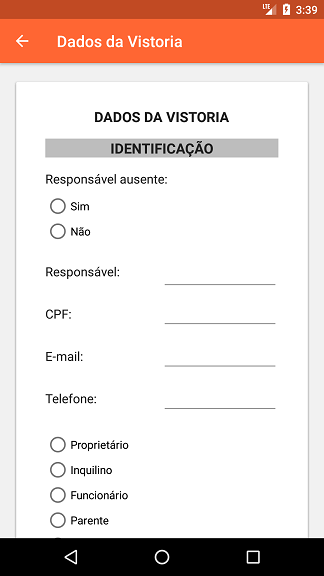 LTE 3:39
Dados da Vistoria
DADOS DA VISTORIA
IDENTIFICAÇÃO
Responsável ausente:
Sim
Não
Responsável:
CPF:
E-mail:
Telefone:
Proprietário
Inquilino
Funcionário
Parente